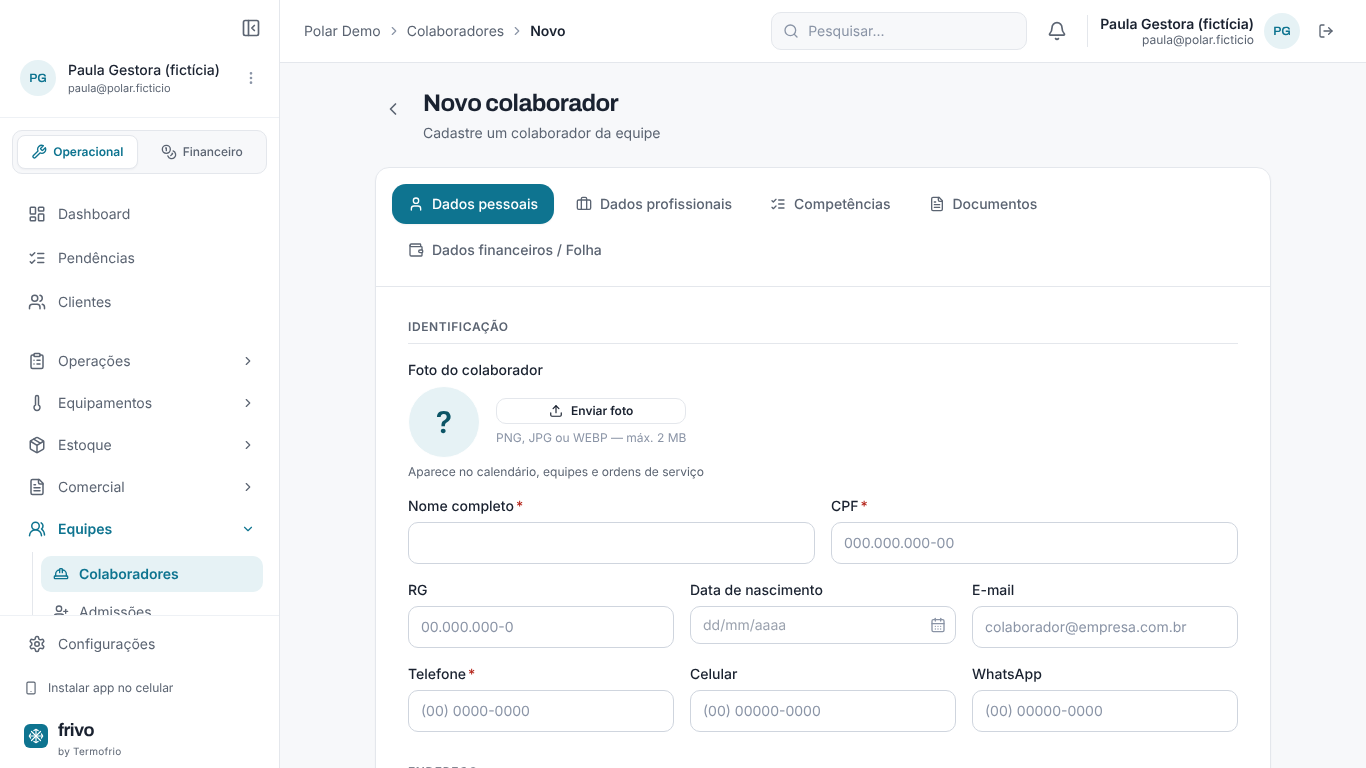 PG
Paula Gestora (fictícia)
paula@polar.ficticio
Operacional
Financeiro
Dashboard
Pendências
Clientes
Operações
Equipamentos
Estoque
Comercial
Equipes
Colaboradores
Admissões
Configurações
Instalar app no celular
frivo
by Termofrio
Polar Demo > Colaboradores > Novo
Pesquisar...
Paula Gestora (fictícia)
paula@polar.ficticio
PG
Novo colaborador
Cadastre um colaborador da equipe
Dados pessoais
Dados profissionais
Competências
Documentos
Dados financeiros / Folha
IDENTIFICAÇÃO
Foto do colaborador
?
Enviar foto
PNG, JPG ou WEBP — máx. 2 MB
Aparece no calendário, equipes e ordens de serviço
Nome completo *
CPF *
000.000.000-00
RG
Data de nascimento
E-mail
00.000.000-0
dd/mm/aaaa
colaborador@empresa.com.br
Telefone *
Celular
WhatsApp
(00) 0000-0000
(00) 00000-0000
(00) 00000-0000